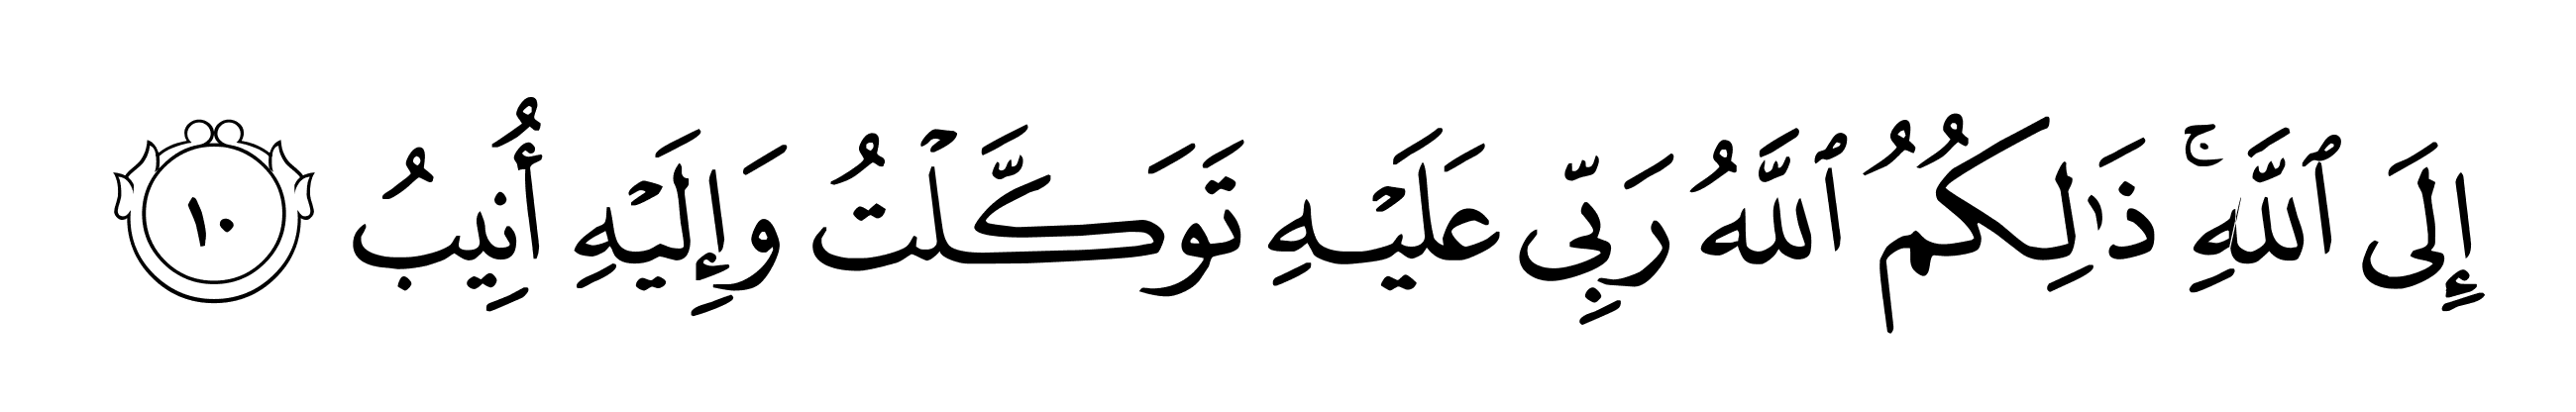 إِلَى ٱللَّهِ ۚ ذَٰلِكُمُ ٱللَّهُ رَبِّى عَلَيْهِ تَوَكَّلْتُ وَإِلَيْهِ أُنِيبُ ١٠